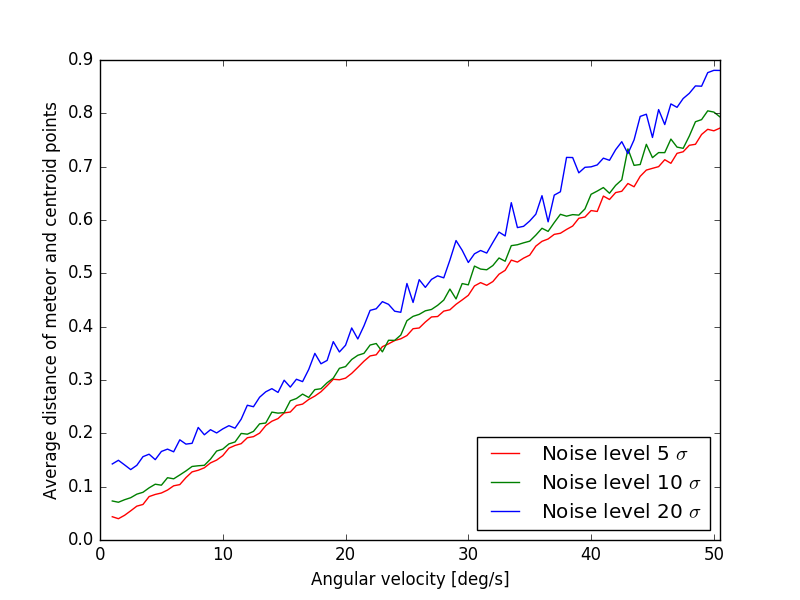 0.9
0.8
0.7
0.6
0.5
0.4
0.3
0.2
0.1
0.0
Average distance of meteor and centroid points
0 10 20 30 40 50
Angular velocity [deg/s]
Noise level 5 σ
Noise level 10 σ
Noise level 20 σ